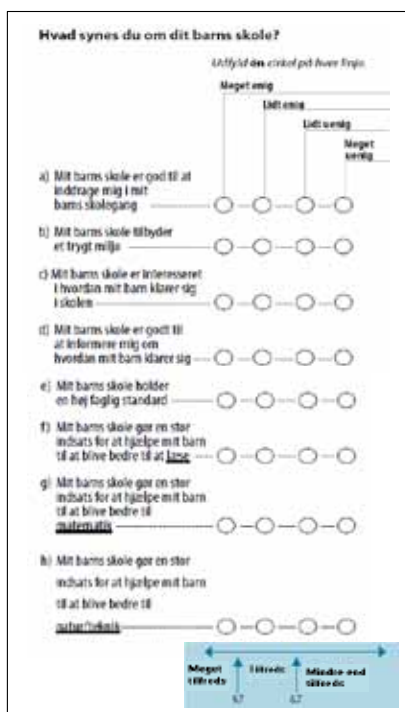 Hvad synes du om dit barns skole?
Udfyld én cirkel på hver linje.
Meget enig
Lidt enig
Lidt uenig
Meget
uenig
a) Mit barns skole er god til at
inddrage mig i mit
barns skolegang
b) Mit barns skole tilbyder
et trygt miljø
c) Mit barns skole er interesseret
i hvordan mit barn klarer sig
i skolen
d) Mit barns skole er godt til
at informere mig om
hvordan mit barn klarer sig
e) Mit barns skole holder
en høj faglig standard
f) Mit barns skole gør en stor
indsats for at hjælpe mit barn
til at blive bedre til at læse
g) Mit barns skole gør en stor
indsats for at hjælpe mit barn
til at blive bedre til
matematik
h) Mit barns skole gør en stor
indsats for at hjælpe mit barn
til at blive bedre til
natur/teknik
Meget
tilfreds
Tilfreds
Mindre end
tilfreds
9,7
6,7